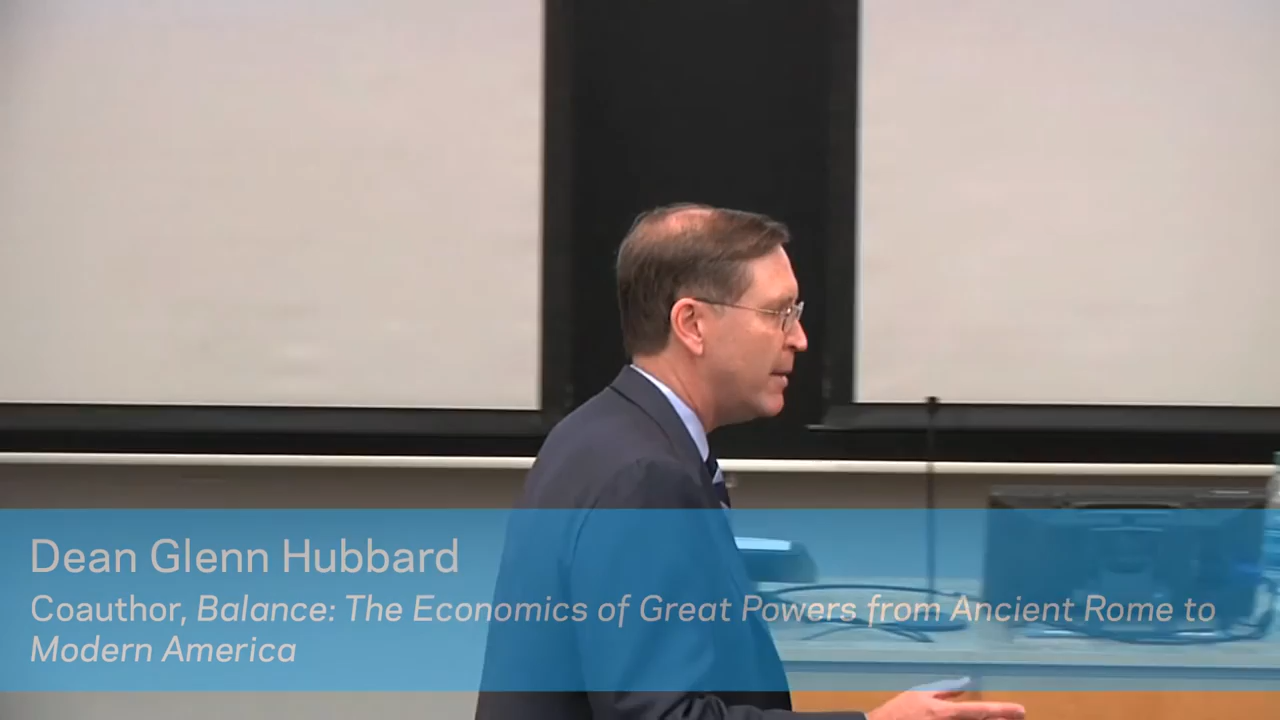 Dean Glenn Hubbard
Coauthor, Balance: The Economics of Great Powers from Ancient Rome to
Modern America